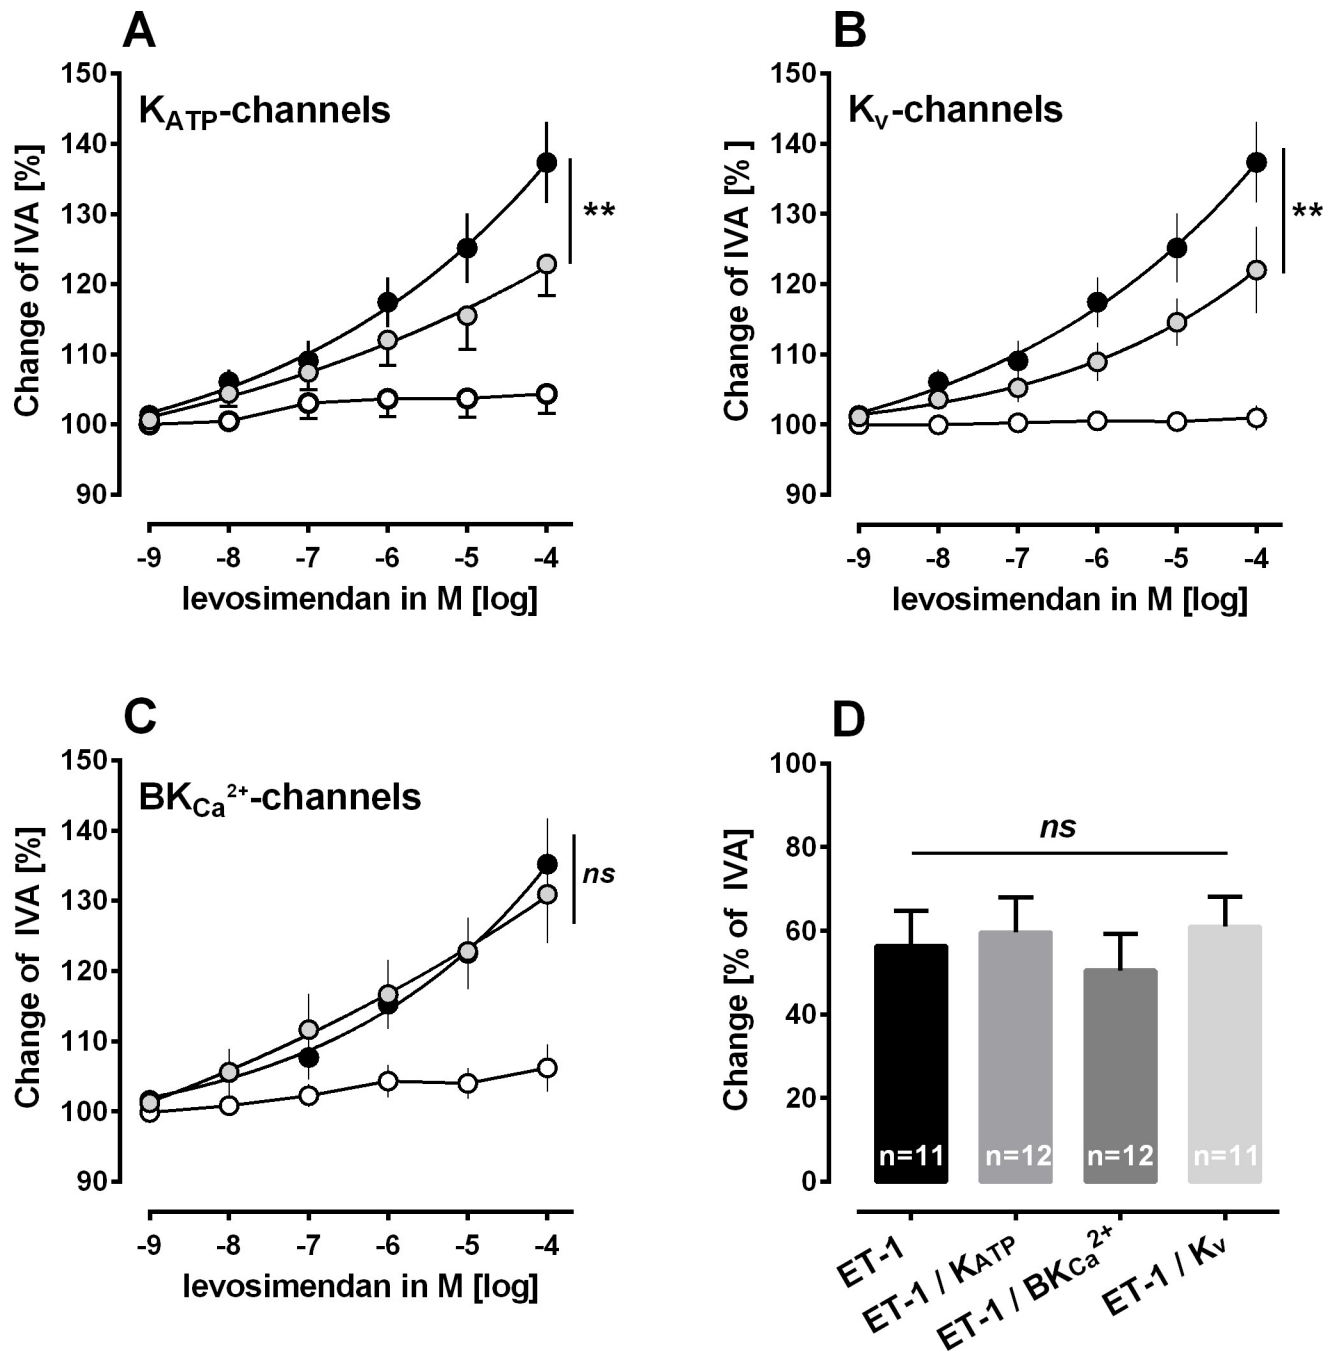 A
K_ATP-channels
Change of IVA [%]
150
140
130
120
110
100
90
**
-9 -8 -7 -6 -5 -4
levosimendan in M [log]
B
Kv-channels
Change of IVA [% ]
150
140
130
120
110
100
90
**
-9 -8 -7 -6 -5 -4
levosimendan in M [log]
C
BK_Ca²⁺-channels
Change of IVA [%]
150
140
130
120
110
100
90
ns
-9 -8 -7 -6 -5 -4
levosimendan in M [log]
D
Change [% of IVA]
100
80
60
40
20
0
ns
n=11 n=12 n=12 n=11
ET-1
ET-1 / K_ATP
ET-1 / BK_Ca²⁺
ET-1 / Kv